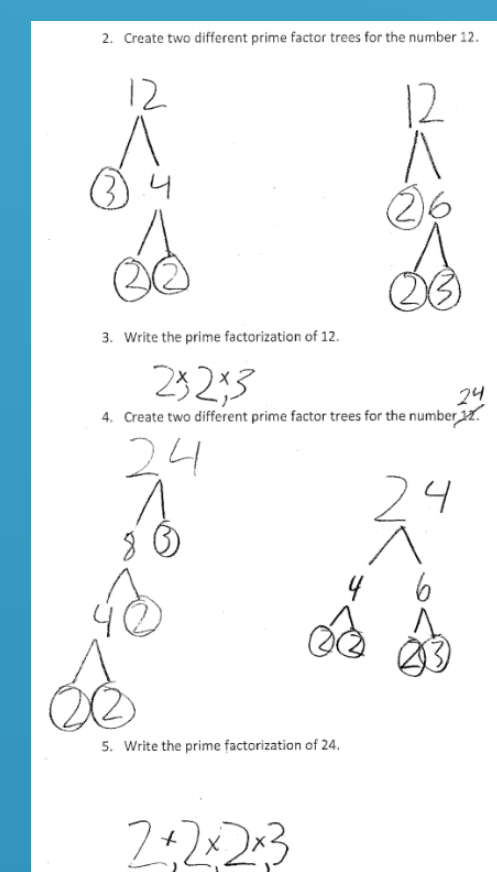 2. Create two different prime factor trees for the number 12.
12 12
3 4
2 6
2 2
2 3
3. Write the prime factorization of 12.
2×,2×,3
24
4. Create two different prime factor trees for the number 12.
24
24
8 3
4 6
4 2
2 2 2 3
2 2
5. Write the prime factorization of 24.
2×,2×,2×,3